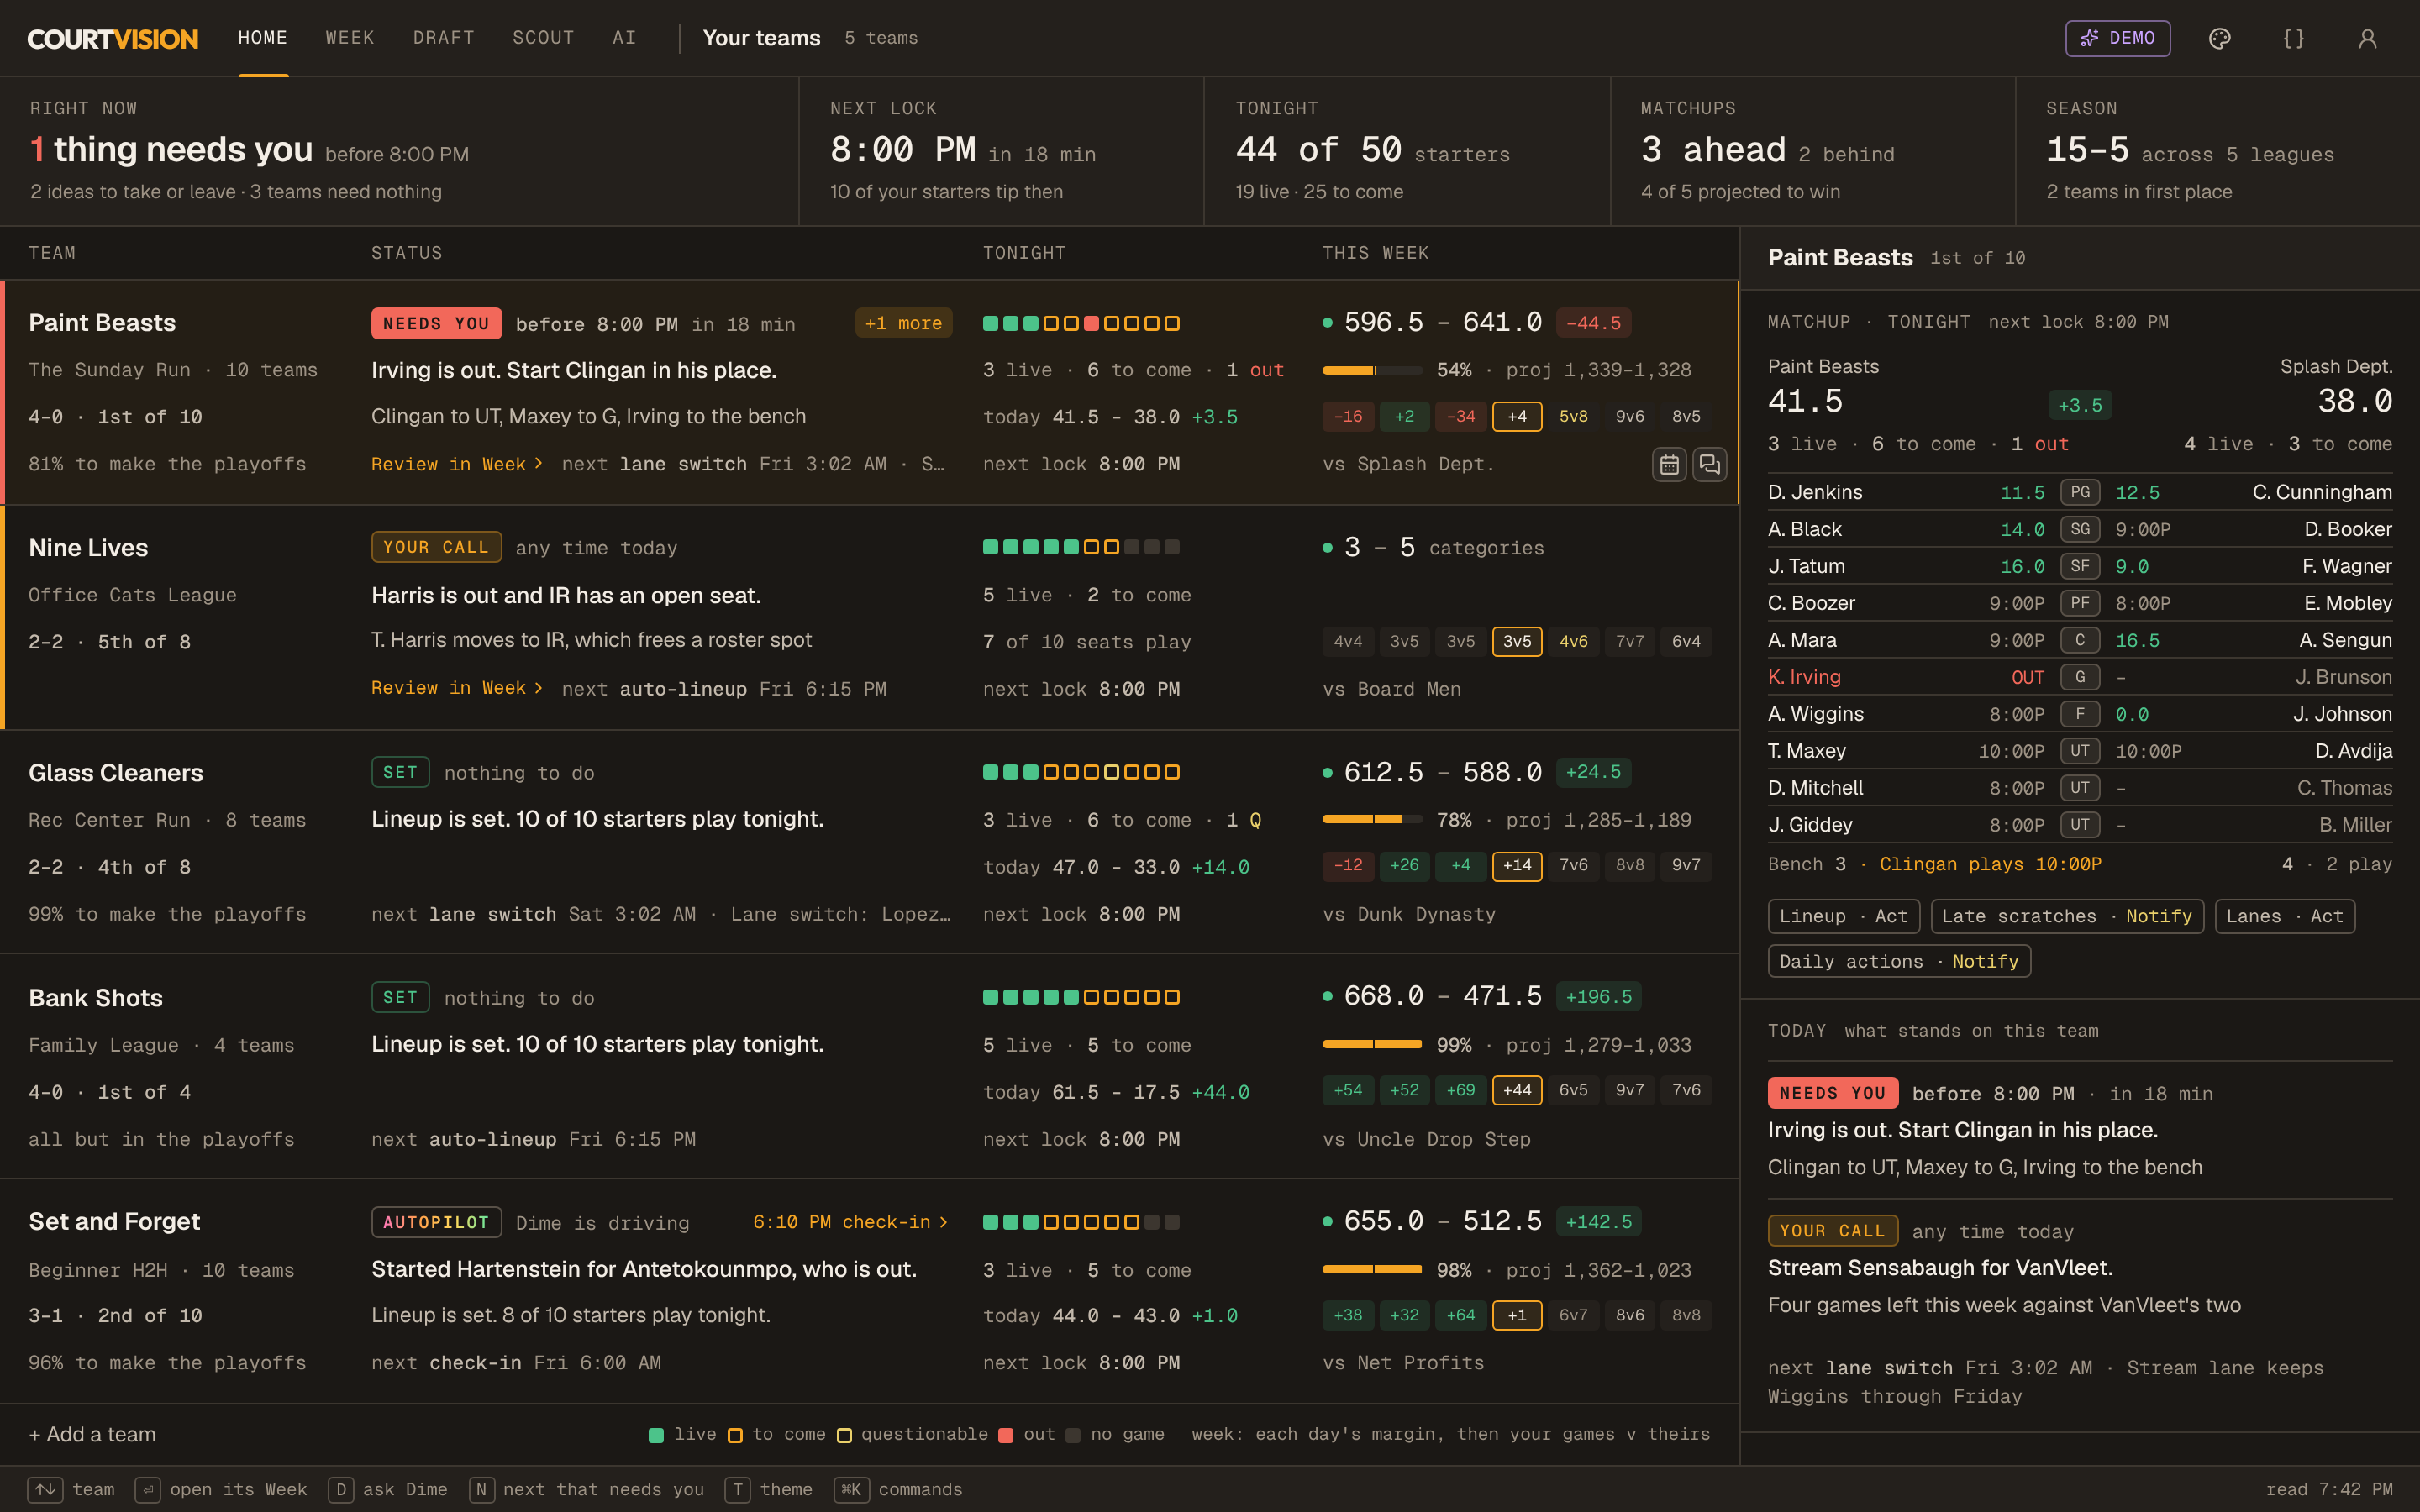 COURTVISION HOME WEEK DRAFT SCOUT AI Your teams 5 teams DEMO { }
RIGHT NOW
1 thing needs you before 8:00 PM
2 ideas to take or leave · 3 teams need nothing
NEXT LOCK
8:00 PM in 18 min
10 of your starters tip then
TONIGHT
44 of 50 starters
19 live · 25 to come
MATCHUPS
3 ahead 2 behind
4 of 5 projected to win
SEASON
15-5 across 5 leagues
2 teams in first place
TEAM STATUS TONIGHT THIS WEEK
Paint Beasts NEEDS YOU before 8:00 PM in 18 min +1 more 596.5 – 641.0 -44.5
The Sunday Run · 10 teams Irving is out. Start Clingan in his place. 3 live · 6 to come · 1 out 54% · proj 1,339-1,328
4-0 · 1st of 10 Clingan to UT, Maxey to G, Irving to the bench today 41.5 – 38.0 +3.5 -16 +2 -34 +4 5v8 9v6 8v5
81% to make the playoffs Review in Week > next lane switch Fri 3:02 AM · S… next lock 8:00 PM vs Splash Dept.
Nine Lives YOUR CALL any time today 3 – 5 categories
Office Cats League Harris is out and IR has an open seat. 5 live · 2 to come
2-2 · 5th of 8 T. Harris moves to IR, which frees a roster spot 7 of 10 seats play 4v4 3v5 3v5 3v5 4v6 7v7 6v4
Review in Week > next auto-lineup Fri 6:15 PM next lock 8:00 PM vs Board Men
Glass Cleaners SET nothing to do 612.5 – 588.0 +24.5
Rec Center Run · 8 teams Lineup is set. 10 of 10 starters play tonight. 3 live · 6 to come · 1 Q 78% · proj 1,285-1,189
2-2 · 4th of 8 today 47.0 – 33.0 +14.0 -12 +26 +4 +14 7v6 8v8 9v7
99% to make the playoffs next lane switch Sat 3:02 AM · Lane switch: Lopez… next lock 8:00 PM vs Dunk Dynasty
Bank Shots SET nothing to do 668.0 – 471.5 +196.5
Family League · 4 teams Lineup is set. 10 of 10 starters play tonight. 5 live · 5 to come 99% · proj 1,279-1,033
4-0 · 1st of 4 today 61.5 – 17.5 +44.0 +54 +52 +69 +44 6v5 9v7 7v6
all but in the playoffs next auto-lineup Fri 6:15 PM next lock 8:00 PM vs Uncle Drop Step
Set and Forget AUTOPILOT Dime is driving 6:10 PM check-in > 655.0 – 512.5 +142.5
Beginner H2H · 10 teams Started Hartenstein for Antetokounmpo, who is out. 3 live · 5 to come 98% · proj 1,362-1,023
3-1 · 2nd of 10 Lineup is set. 8 of 10 starters play tonight. today 44.0 – 43.0 +1.0 +38 +32 +64 +1 6v7 8v6 8v8
96% to make the playoffs next check-in Fri 6:00 AM next lock 8:00 PM vs Net Profits
+ Add a team live to come questionable out no game week: each day's margin, then your games v theirs
Paint Beasts 1st of 10
MATCHUP · TONIGHT next lock 8:00 PM
Paint Beasts Splash Dept.
41.5 +3.5 38.0
3 live · 6 to come · 1 out 4 live · 3 to come
D. Jenkins 11.5 PG 12.5 C. Cunningham
A. Black 14.0 SG 9:00P D. Booker
J. Tatum 16.0 SF 9.0 F. Wagner
C. Boozer 9:00P PF 8:00P E. Mobley
A. Mara 9:00P C 16.5 A. Sengun
K. Irving OUT G – J. Brunson
A. Wiggins 8:00P F 0.0 J. Johnson
T. Maxey 10:00P UT 10:00P D. Avdija
D. Mitchell 8:00P UT – C. Thomas
J. Giddey 8:00P UT – B. Miller
Bench 3 · Clingan plays 10:00P 4 · 2 play
Lineup · Act Late scratches · Notify Lanes · Act
Daily actions · Notify
TODAY what stands on this team
NEEDS YOU before 8:00 PM · in 18 min
Irving is out. Start Clingan in his place.
Clingan to UT, Maxey to G, Irving to the bench
YOUR CALL any time today
Stream Sensabaugh for VanVleet.
Four games left this week against VanVleet's two
next lane switch Fri 3:02 AM · Stream lane keeps
Wiggins through Friday
↑↓ team ⏎ open its Week D ask Dime N next that needs you T theme ⌘K commands read 7:42 PM